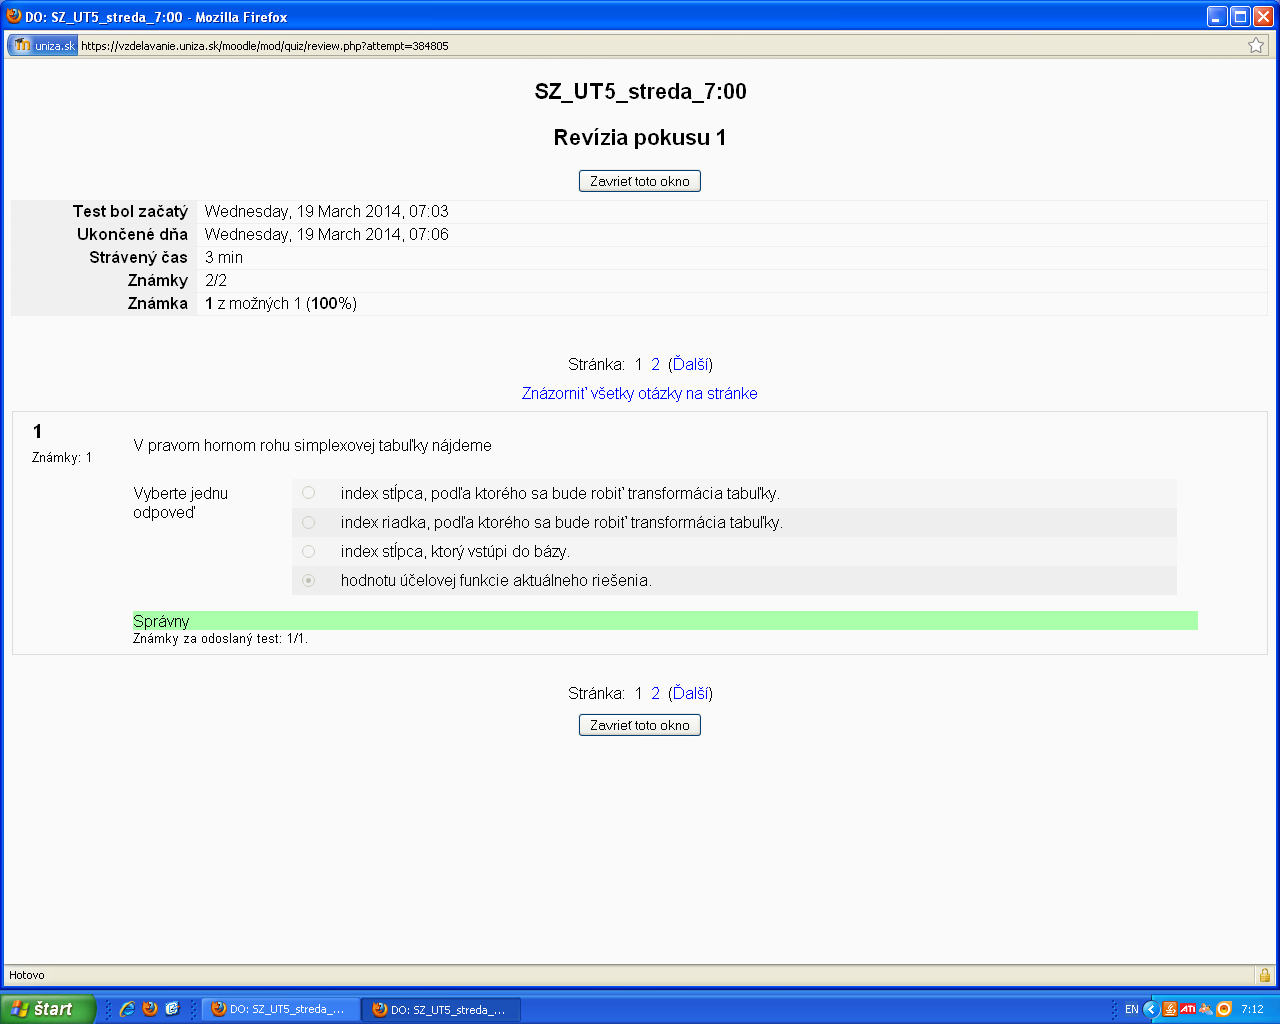 DO: SZ_UT5_streda_7:00 - Mozilla Firefox
uniza.sk https://vzdelavanie.uniza.sk/moodle/mod/quiz/review.php?attempt=384805
SZ_UT5_streda_7:00
Revízia pokusu 1
Zavrieť toto okno
Test bol začatý Wednesday, 19 March 2014, 07:03
Ukončené dňa Wednesday, 19 March 2014, 07:06
Strávený čas 3 min
Známky 2/2
Známka 1 z možných 1 (100%)
Stránka: 1 2 (Ďalší)
Znázorniť všetky otázky na stránke
1
Známky: 1
V pravom hornom rohu simplexovej tabuľky nájdeme
Vyberte jednu
odpoveď
index stĺpca, podľa ktorého sa bude robiť transformácia tabuľky.
index riadka, podľa ktorého sa bude robiť transformácia tabuľky.
index stĺpca, ktorý vstúpi do bázy.
hodnotu účelovej funkcie aktuálneho riešenia.
Správny
Známky za odoslaný test: 1/1.
Stránka: 1 2 (Ďalší)
Zavrieť toto okno
Hotovo
štart DO: SZ_UT5_streda_... DO: SZ_UT5_streda_... EN ATI 7:12